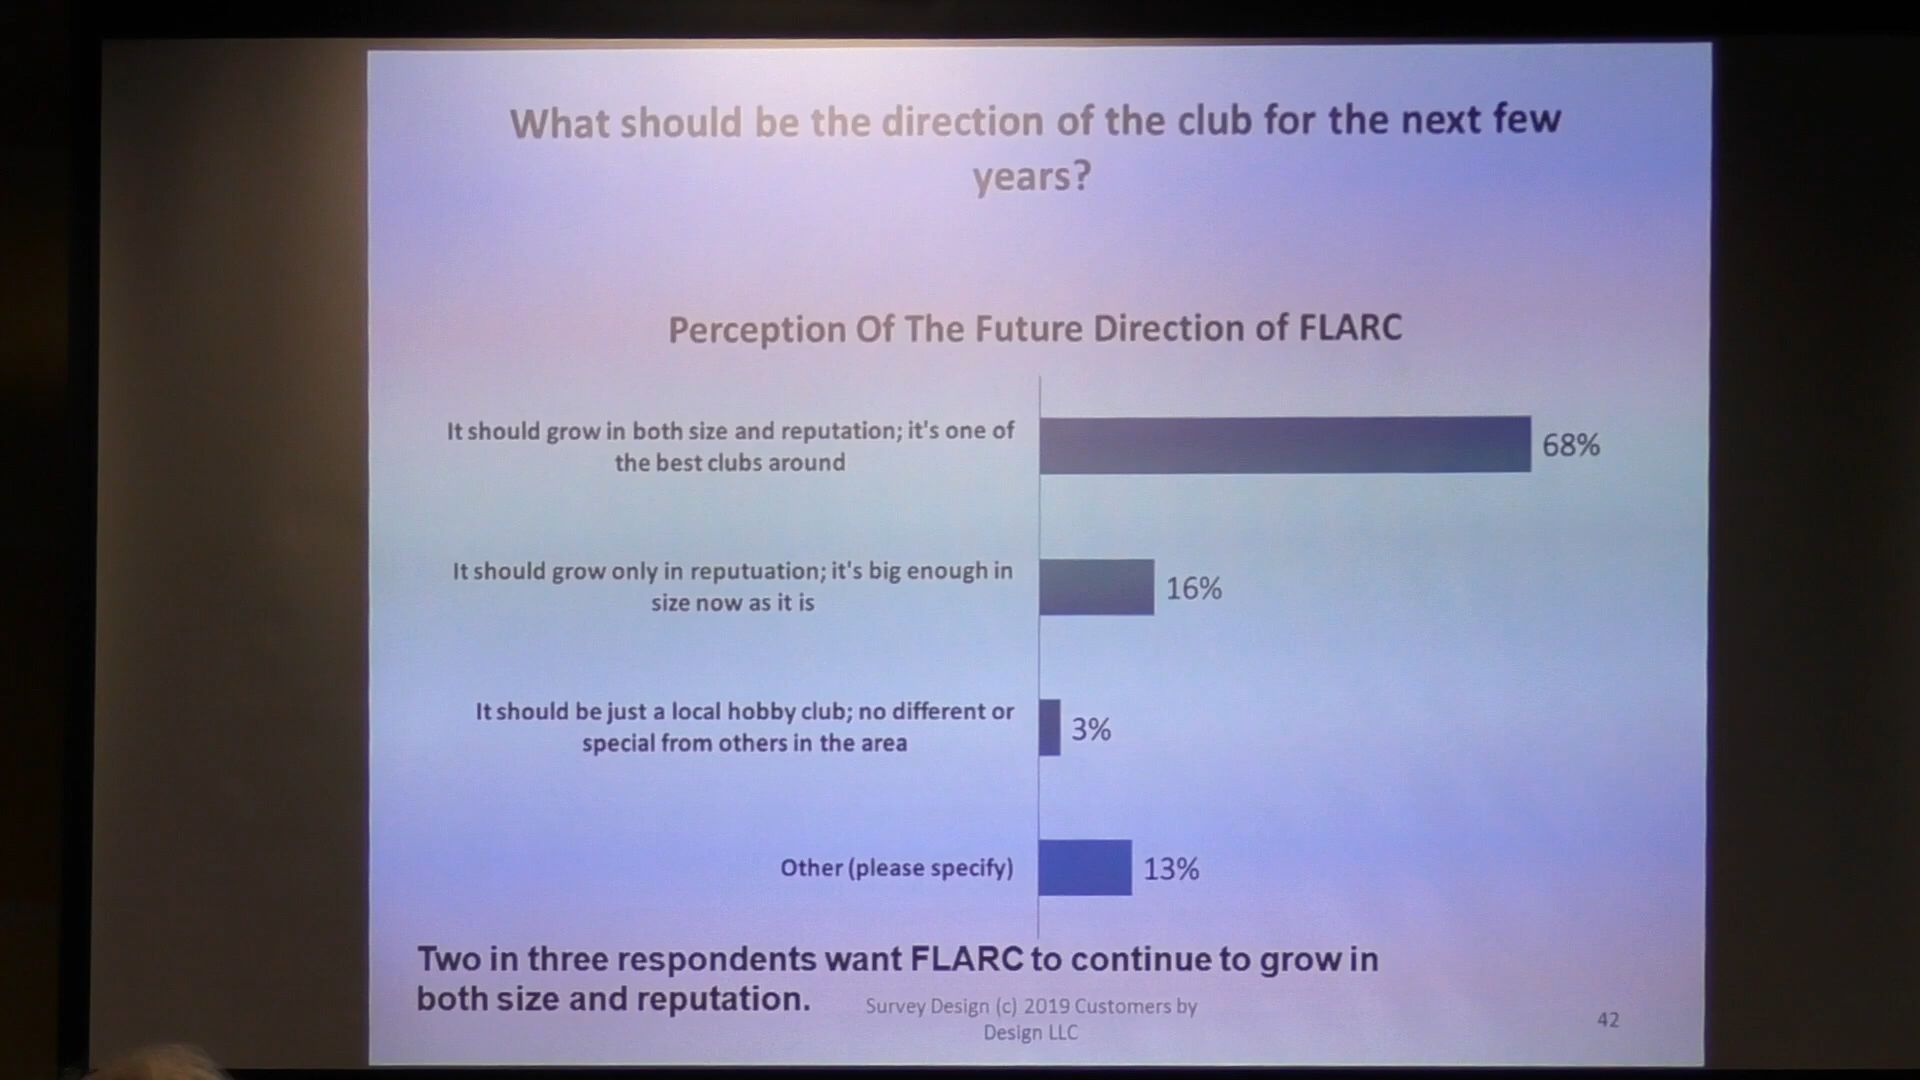 What should be the direction of the club for the next few
years?
Perception Of The Future Direction of FLARC
It should grow in both size and reputation; it's one of
the best clubs around
68%
It should grow only in reputuation; it's big enough in
size now as it is
16%
It should be just a local hobby club; no different or
special from others in the area
3%
Other (please specify)
13%
Two in three respondents want FLARC to continue to grow in
both size and reputation.
Survey Design (c) 2019 Customers by
Design LLC
42